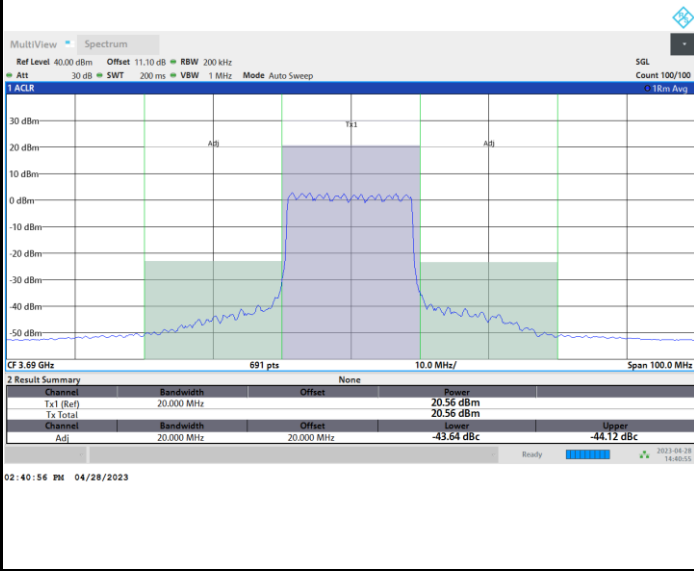 MultiView Spectrum
Ref Level 40.00 dBm Offset 11.10 dB RBW 200 kHz SGL
Att 30 dB SWT 200 ms VBW 1 MHz Mode Auto Sweep Count 100/100
1 ACLR 1Rm Avg
30 dBm
Tx1
20 dBm
Adj Adj
10 dBm
0 dBm
-10 dBm
-20 dBm
-30 dBm
-40 dBm
-50 dBm
CF 3.69 GHz 691 pts 10.0 MHz/ Span 100.0 MHz
2 Result Summary None
Channel Bandwidth Offset Power
Tx1 (Ref) 20.000 MHz 20.56 dBm
Tx Total 20.56 dBm
Channel Bandwidth Offset Lower Upper
Adj 20.000 MHz 20.000 MHz -43.64 dBc -44.12 dBc
Ready 2023-04-28
14:40:55
02:40:56 PM 04/28/2023